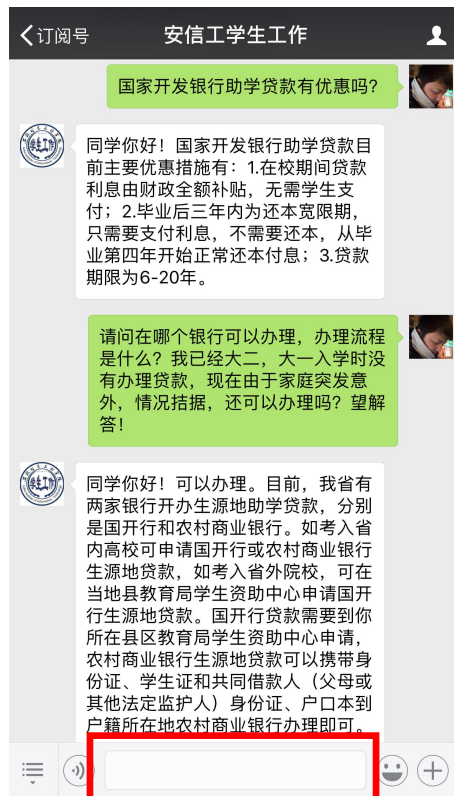 订阅号
安信工学生工作
国家开发银行助学贷款有优惠吗？
同学你好！国家开发银行助学贷款目
前主要优惠措施有：1.在校期间贷款
利息由财政全额补贴，无需学生支
付；2.毕业后三年内为还本宽限期，
只需要支付利息，不需要还本，从毕
业第四年开始正常还本付息；3.贷款
期限为6-20年。
请问在哪个银行可以办理，办理流程
是什么？我已经大二，大一入学时没
有办理贷款，现在由于家庭突发意
外，情况拮据，还可以办理吗？望解
答！
同学你好！可以办理。目前，我省有
两家银行开办生源地助学贷款，分别
是国开行和农村商业银行。如考入省
内高校可申请国开行或农村商业银行
生源地贷款，如考入省外院校，可在
当地县教育局学生资助中心申请国开
行生源地贷款。国开行贷款需要到你
所在县区教育局学生资助中心申请，
农村商业银行生源地贷款可以携带身
份证、学生证和共同借款人（父母或
其他法定监护人）身份证、户口本到
户籍所在地农村商业银行办理即可。